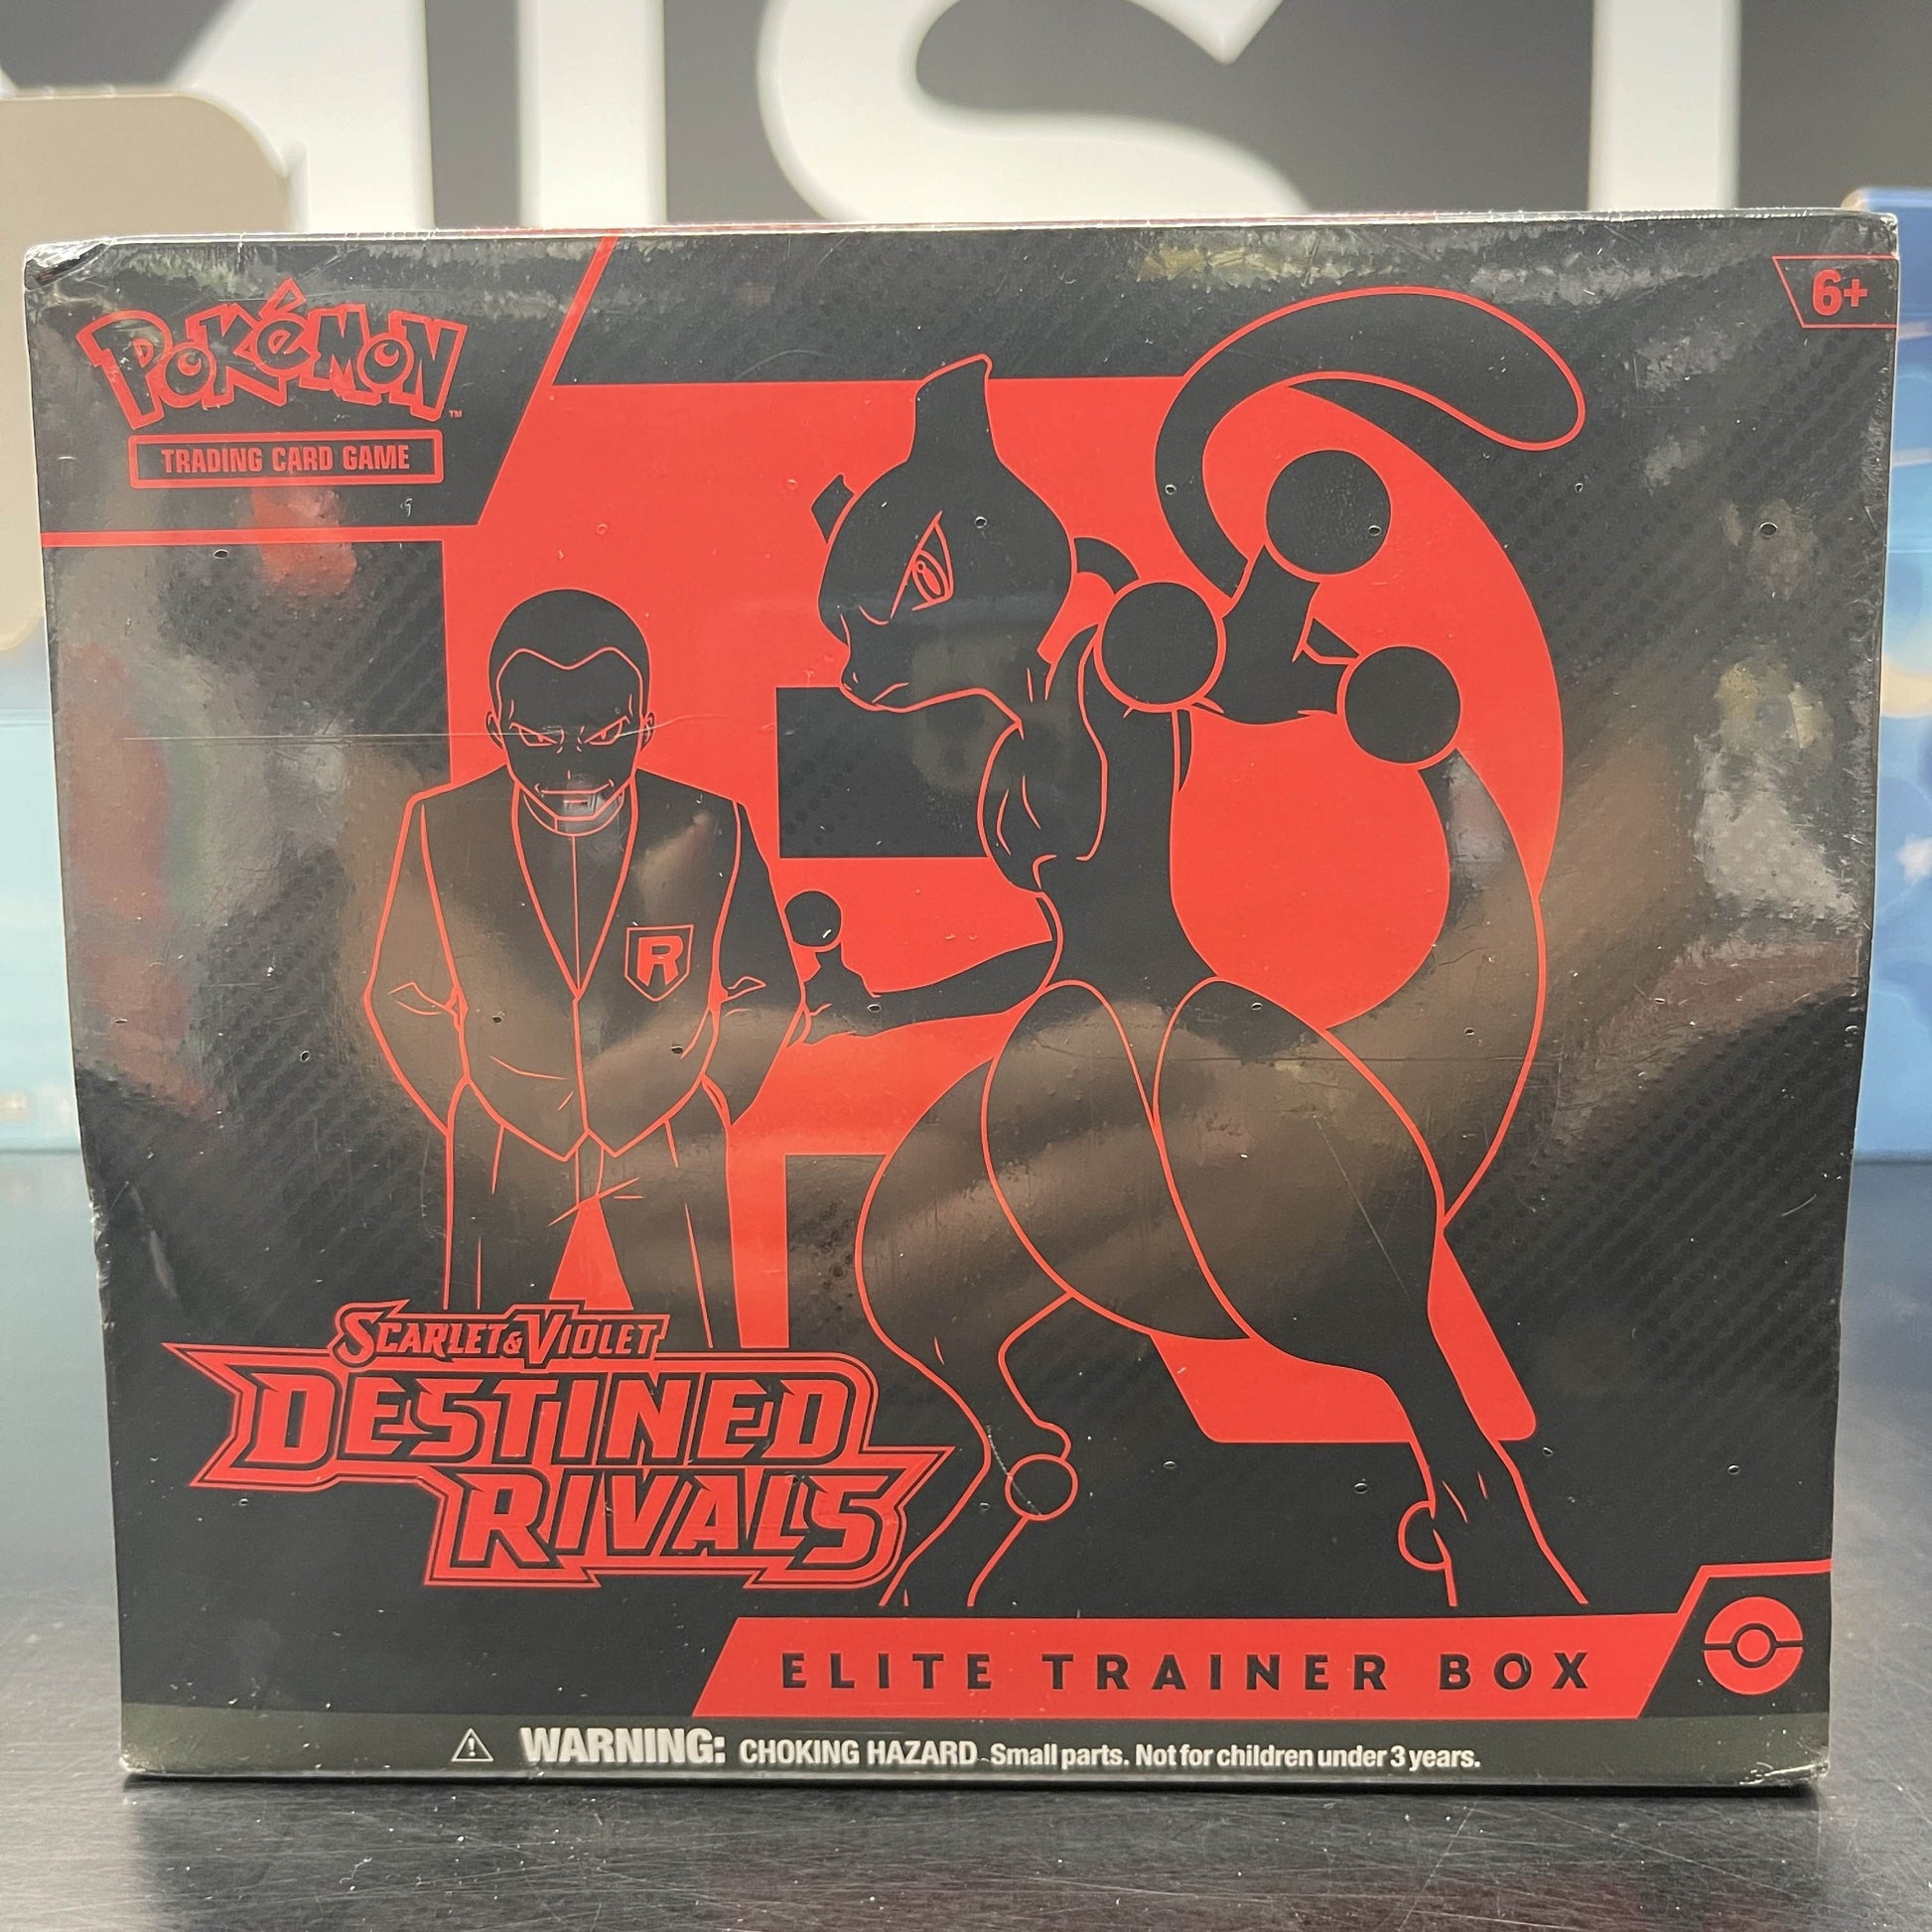 Pokémon™
TRADING CARD GAME
6+
R
SCARLET & VIOLET
DESTINED
RIVALS
ELITE TRAINER BOX
WARNING: CHOKING HAZARD Small parts. Not for children under 3 years.